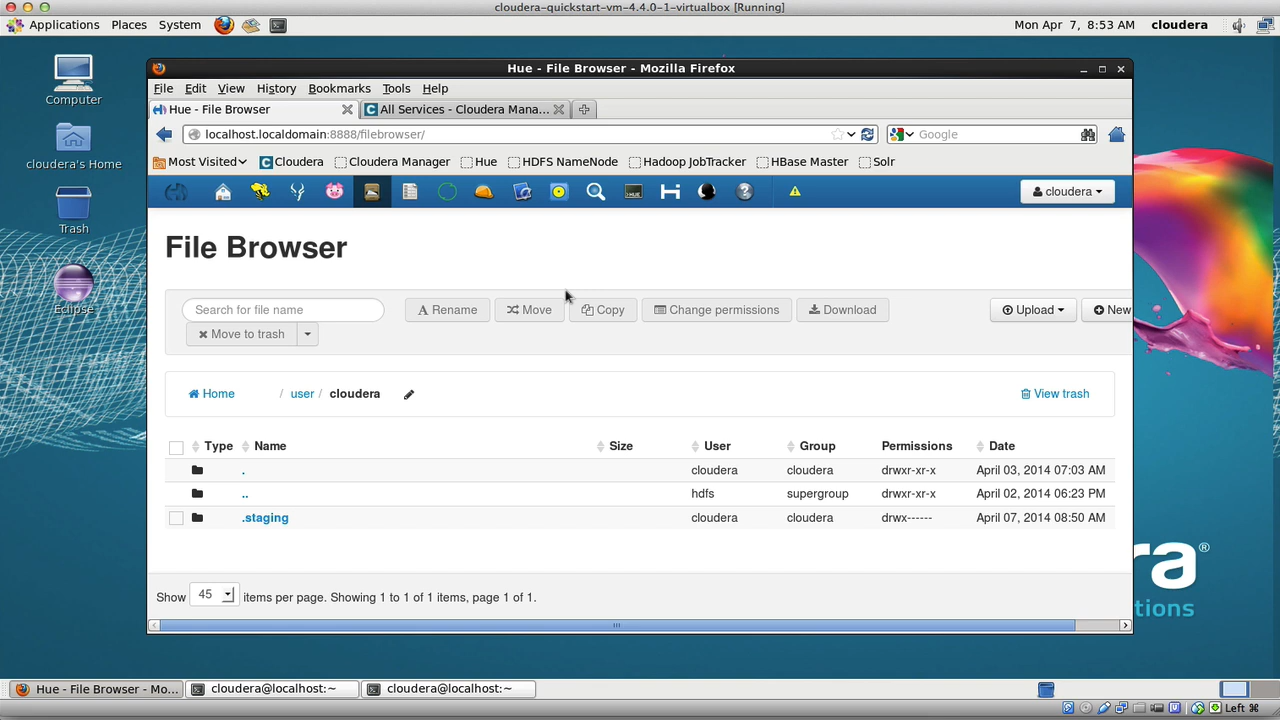 cloudera-quickstart-vm-4.4.0-1-virtualbox [Running]
Applications Places System Mon Apr 7, 8:53 AM cloudera
Computer
cloudera's Home
Trash
Eclipse
Hue - File Browser - Mozilla Firefox
File Edit View History Bookmarks Tools Help
Hue - File Browser All Services - Cloudera Mana...
localhost.localdomain:8888/filebrowser/ Google
Most Visited Cloudera Cloudera Manager Hue HDFS NameNode Hadoop JobTracker HBase Master Solr
cloudera
File Browser
Search for file name Rename Move Copy Change permissions Download Upload New
Move to trash
Home / user / cloudera View trash
Type Name Size User Group Permissions Date
. cloudera cloudera drwxr-xr-x April 03, 2014 07:03 AM
.. hdfs supergroup drwxr-xr-x April 02, 2014 06:23 PM
.staging cloudera cloudera drwx------ April 07, 2014 08:50 AM
Show 45 items per page. Showing 1 to 1 of 1 items, page 1 of 1.
ra®
tions
Hue - File Browser - Mo... cloudera@localhost:~ cloudera@localhost:~
Left ⌘